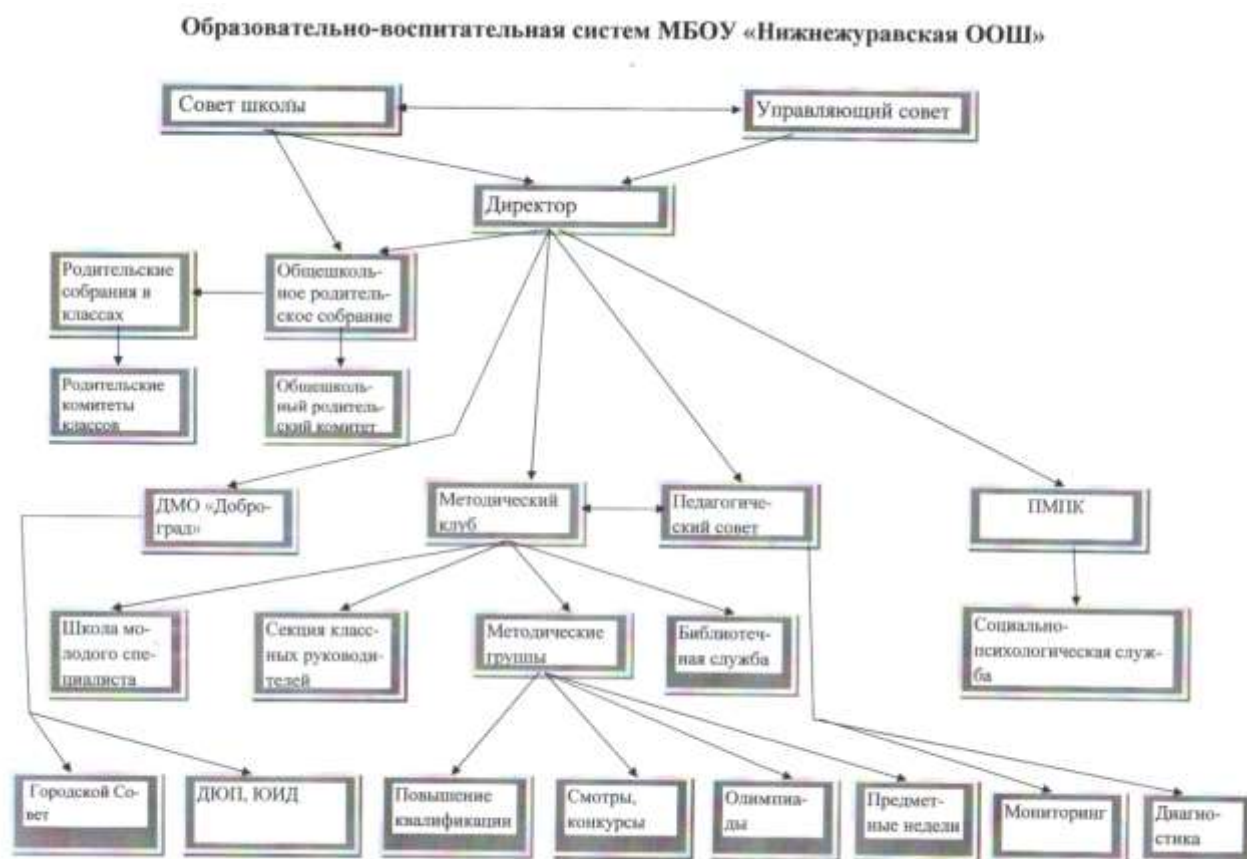 Образовательно-воспитательная систем МБОУ «Нижнежуравская ООШ»
Совет школы
Управляющий совет
Директор
Родительские
собрания в
классах
Общешколь-
ное родитель-
ское собрание
Родительские
комитеты
классов
Общешколь-
ный родитель-
ский комитет
ДМО «Добро-
град»
Методический
клуб
Педагогиче-
ский совет
ПМПК
Школа мо-
лодого спе-
циалиста
Секция класс-
ных руководи-
телей
Методические
группы
Библиотеч-
ная служба
Социально-
психологическая служ-
ба
Городской Со-
вет
ДЮП, ЮИД
Повышение
квалификации
Смотры,
конкурсы
Олимпиа-
ды
Предмет-
ные недели
Мониторинг
Диагно-
стика